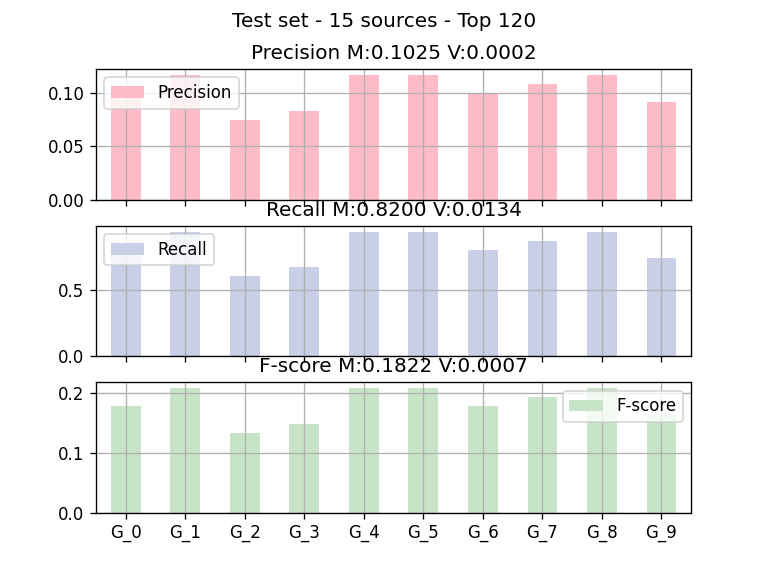 Test set - 15 sources - Top 120
Precision M:0.1025 V:0.0002
0.10
0.05
0.00
Precision
Recall M:0.8200 V:0.0134
0.5
0.0
Recall
F-score M:0.1822 V:0.0007
0.2
0.1
0.0
F-score
G_0 G_1 G_2 G_3 G_4 G_5 G_6 G_7 G_8 G_9